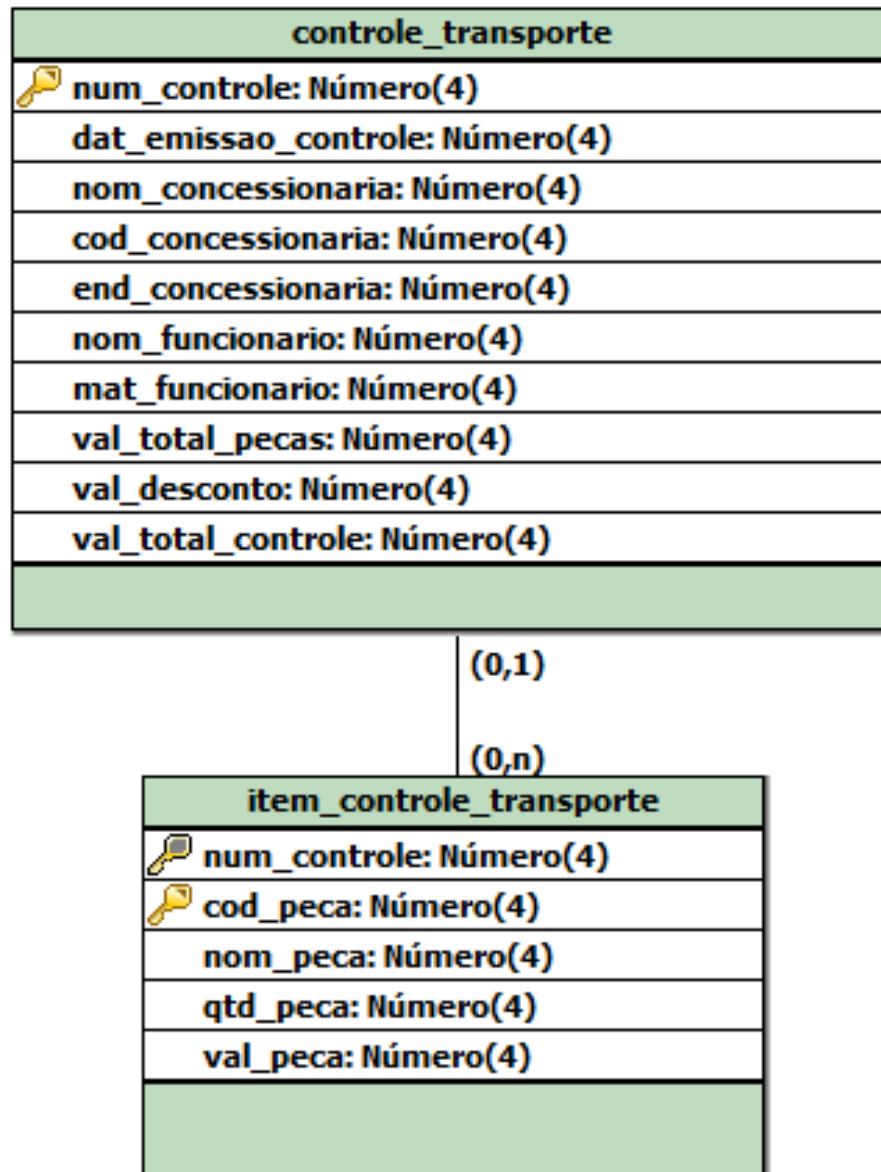 controle_transporte
num_controle: Número(4)
dat_emissao_controle: Número(4)
nom_concessionaria: Número(4)
cod_concessionaria: Número(4)
end_concessionaria: Número(4)
nom_funcionario: Número(4)
mat_funcionario: Número(4)
val_total_pecas: Número(4)
val_desconto: Número(4)
val_total_controle: Número(4)
(0,1)
(0,n)
item_controle_transporte
num_controle: Número(4)
cod_peca: Número(4)
nom_peca: Número(4)
qtd_peca: Número(4)
val_peca: Número(4)